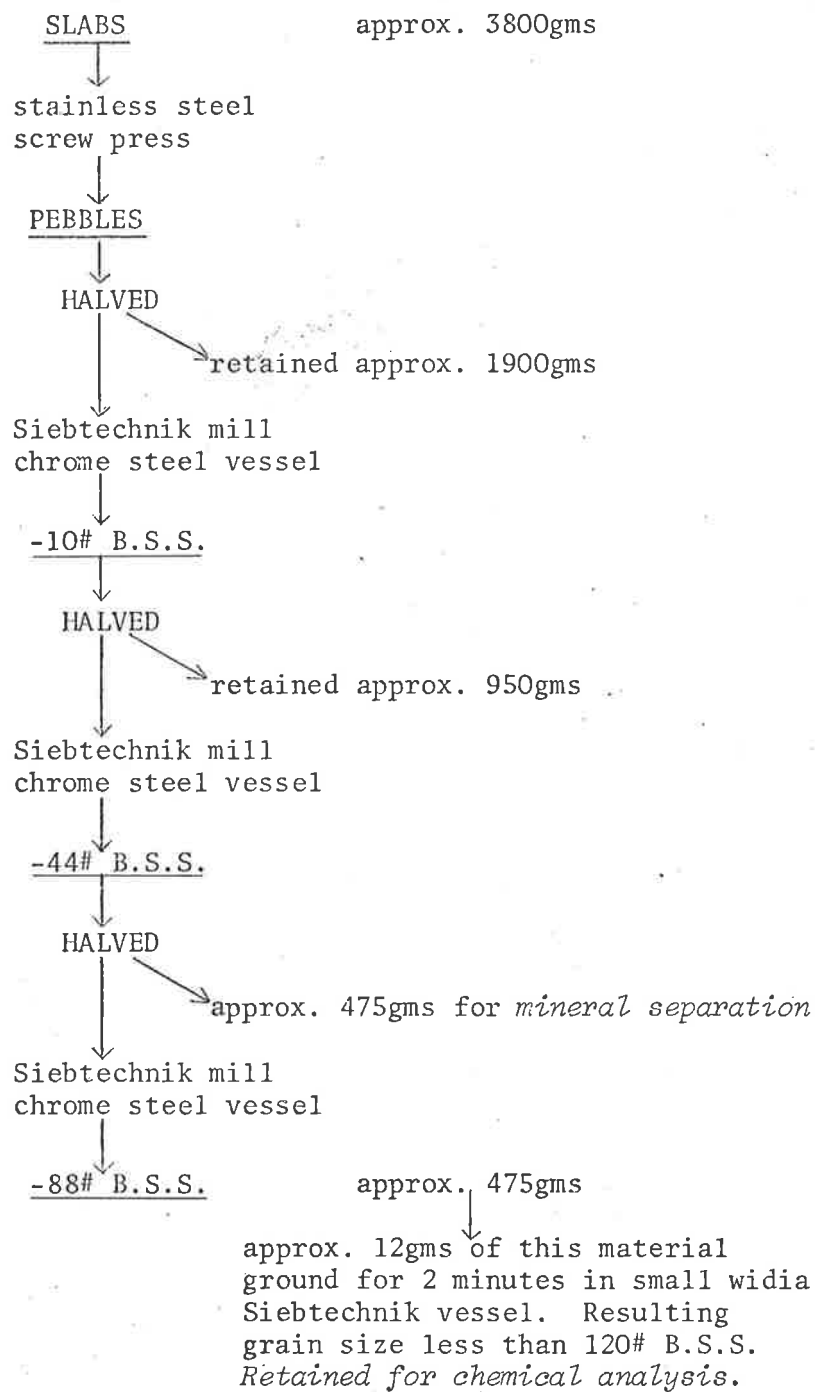 SLABS approx. 3800gms
stainless steel
screw press
PEBBLES
HALVED
retained approx. 1900gms
Siebtechnik mill
chrome steel vessel
-10# B.S.S.
HALVED
retained approx. 950gms
Siebtechnik mill
chrome steel vessel
-44# B.S.S.
HALVED
approx. 475gms for mineral separation
Siebtechnik mill
chrome steel vessel
-88# B.S.S. approx. 475gms
approx. 12gms of this material
ground for 2 minutes in small widia
Siebtechnik vessel. Resulting
grain size less than 120# B.S.S.
Retained for chemical analysis.